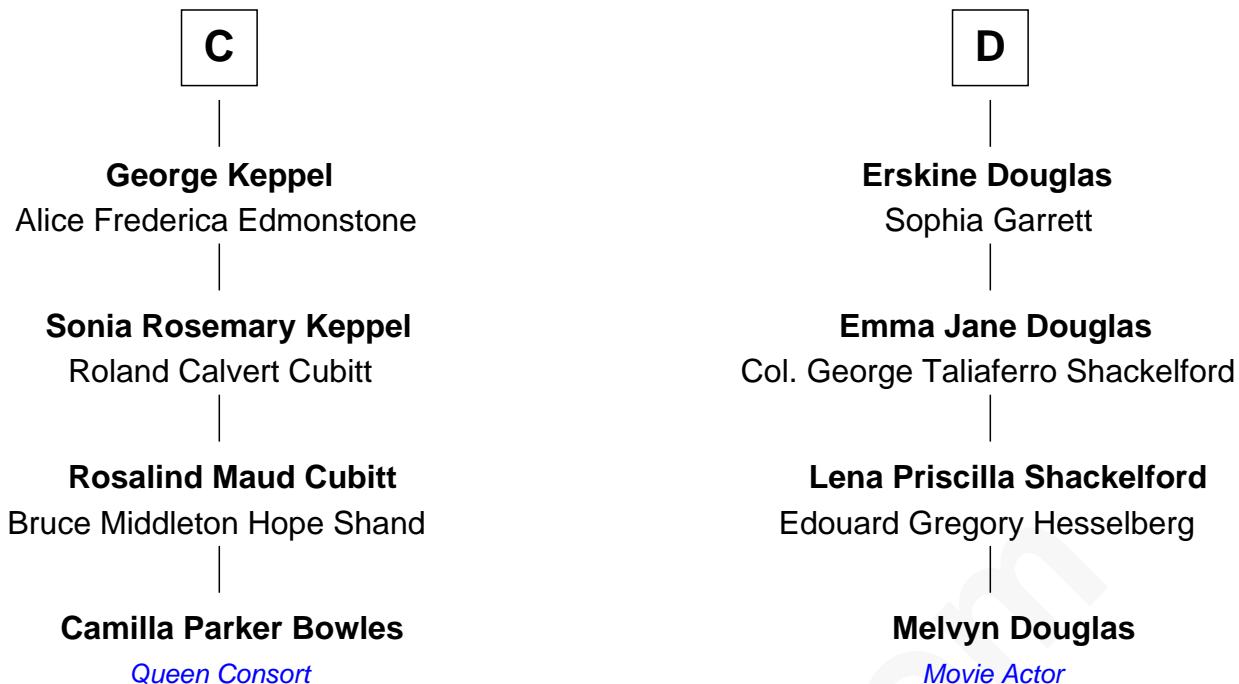 C
George Keppel
Alice Frederica Edmonstone
Sonia Rosemary Keppel
Roland Calvert Cubitt
Rosalind Maud Cubitt
Bruce Middleton Hope Shand
Camilla Parker Bowles
Queen Consort
D
Erskine Douglas
Sophia Garrett
Emma Jane Douglas
Col. George Taliaferro Shackelford
Lena Priscilla Shackelford
Edouard Gregory Hesselberg
Melvyn Douglas
Movie Actor